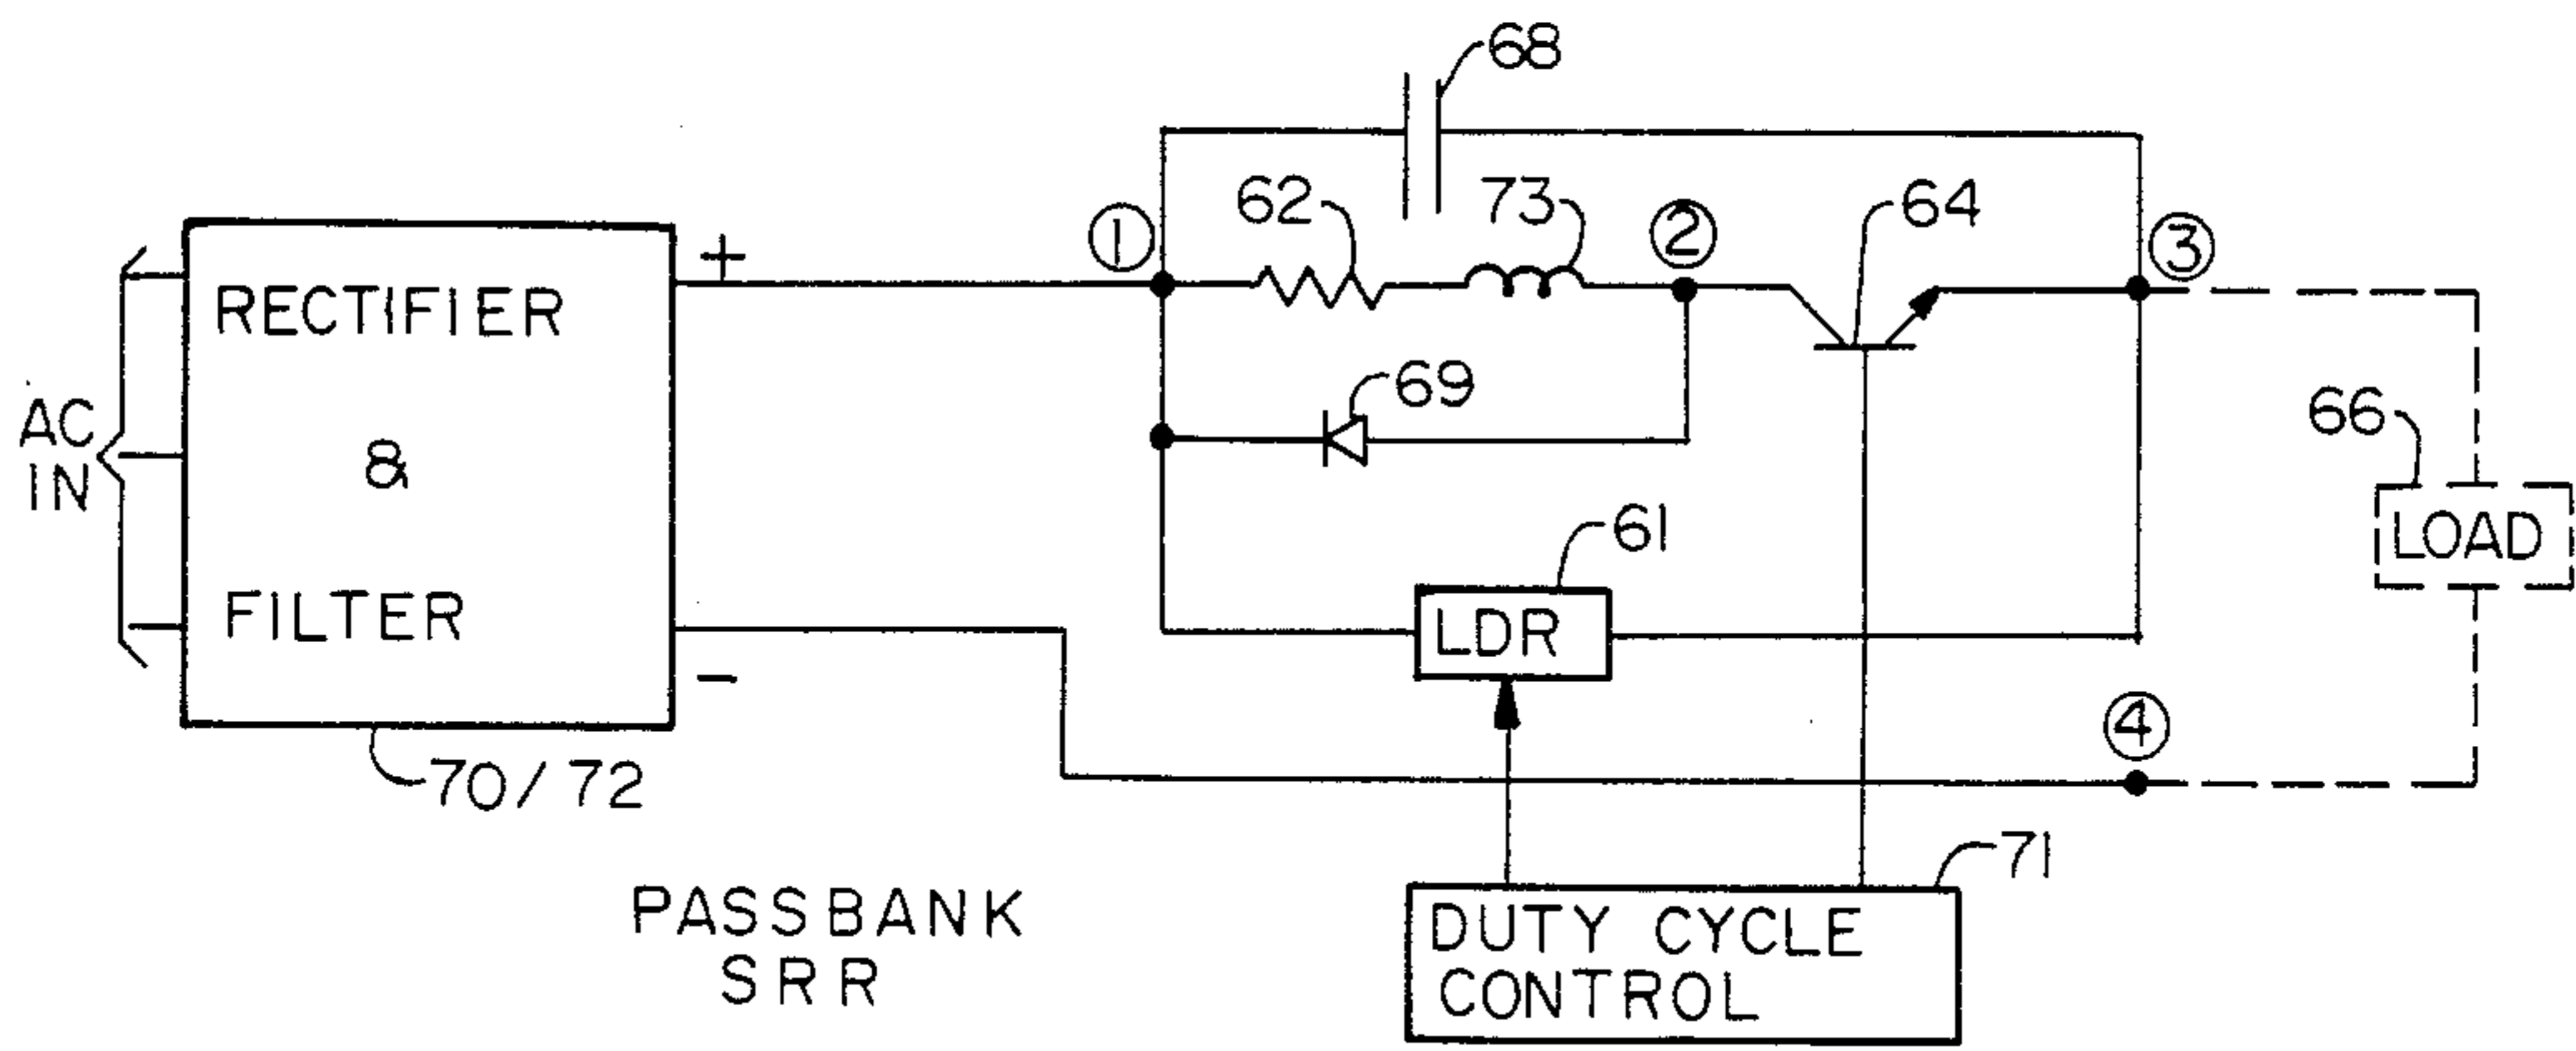 68
62
73
64
①
②
③
+
RECTIFIER
&
FILTER
AC
IN
69
66
LOAD
61
LDR
-
④
70/72
71
PASSBANK
SRR
DUTY CYCLE
CONTROL